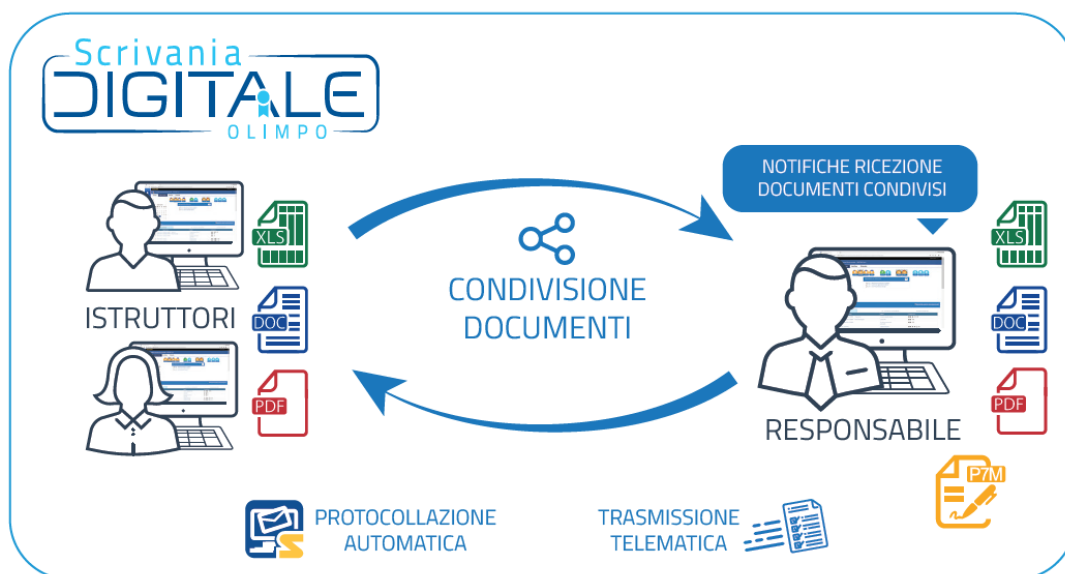 Scrivania
DIGITALE
OLIMPO
NOTIFICHE RICEZIONE
DOCUMENTI CONDIVISI
XLS
DOC
PDF
ISTRUTTORI
CONDIVISIONE
DOCUMENTI
XLS
DOC
PDF
RESPONSABILE
P7M
PROTOCOLLAZIONE
AUTOMATICA
TRASMISSIONE
TELEMATICA